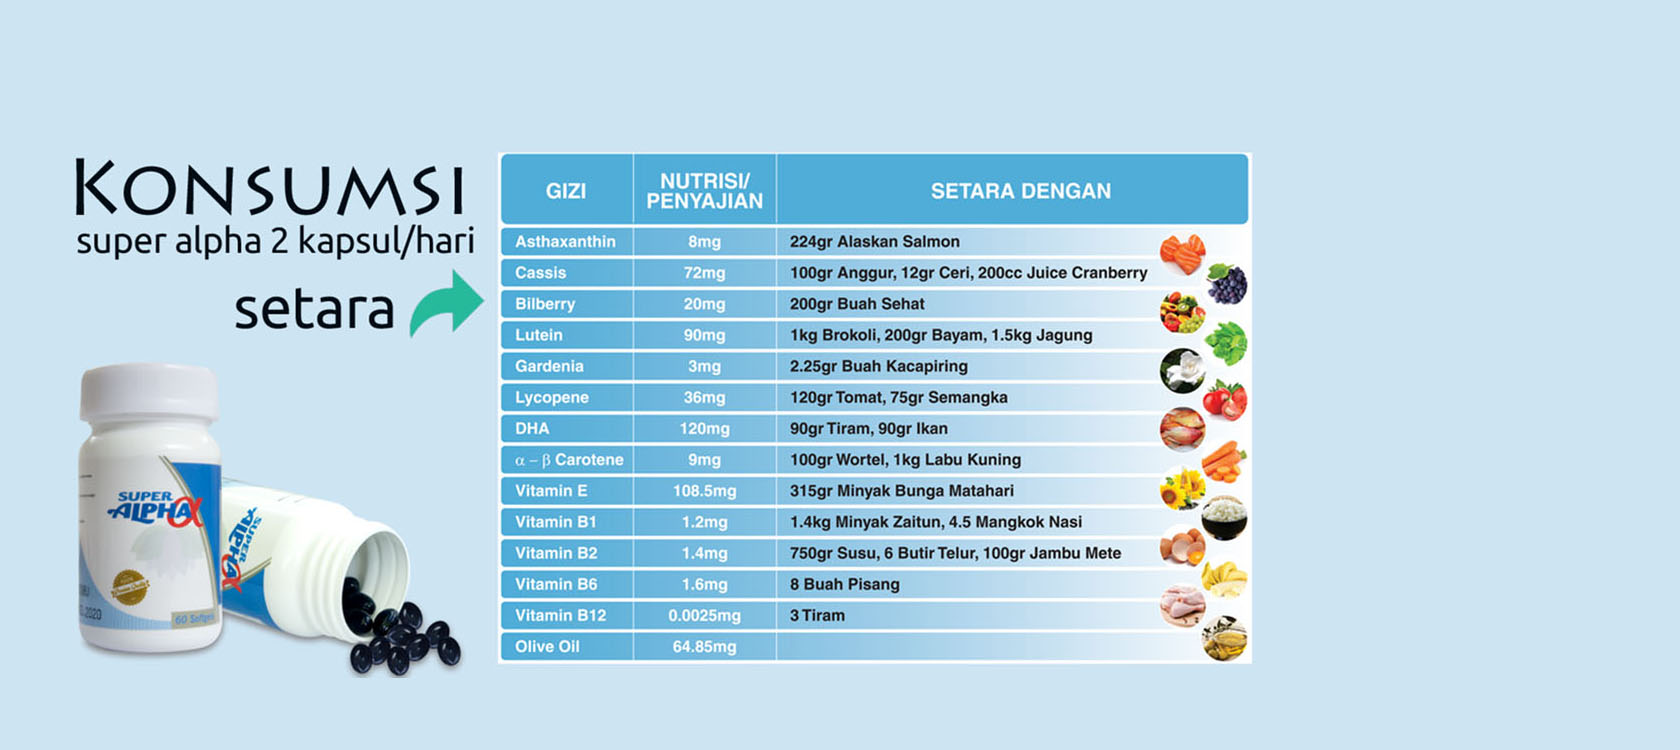 KONSUMSI
super alpha 2 kapsul/hari
setara
GIZI
NUTRISI/
PENYAJIAN
SETARA DENGAN
Asthaxanthin 8mg 224gr Alaskan Salmon
Cassis 72mg 100gr Anggur, 12gr Ceri, 200cc Juice Cranberry
Bilberry 20mg 200gr Buah Sehat
Lutein 90mg 1kg Brokoli, 200gr Bayam, 1.5kg Jagung
Gardenia 3mg 2.25gr Buah Kacapiring
Lycopene 36mg 120gr Tomat, 75gr Semangka
DHA 120mg 90gr Tiram, 90gr Ikan
α – β Carotene 9mg 100gr Wortel, 1kg Labu Kuning
Vitamin E 108.5mg 315gr Minyak Bunga Matahari
Vitamin B1 1.2mg 1.4kg Minyak Zaitun, 4.5 Mangkok Nasi
Vitamin B2 1.4mg 750gr Susu, 6 Butir Telur, 100gr Jambu Mete
Vitamin B6 1.6mg 8 Buah Pisang
Vitamin B12 0.0025mg 3 Tiram
Olive Oil 64.85mg
SUPER
ALPHA α
2020
60 Softgels
SUPER
ALPHA α